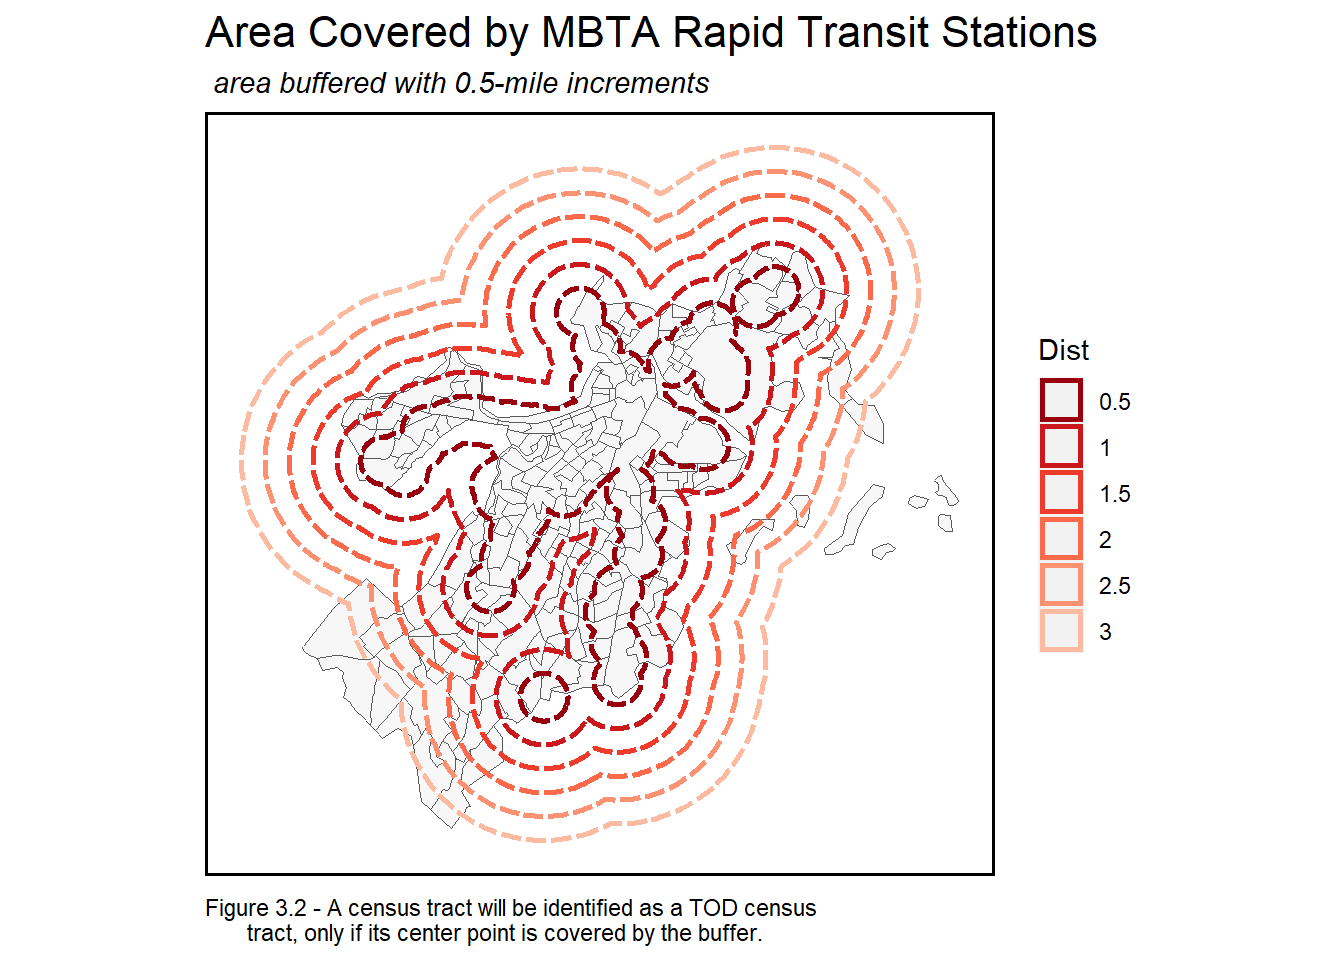 Area Covered by MBTA Rapid Transit Stations
area buffered with 0.5-mile increments
Dist
0.5
1
1.5
2
2.5
3
Figure 3.2 - A census tract will be identified as a TOD census
tract, only if its center point is covered by the buffer.